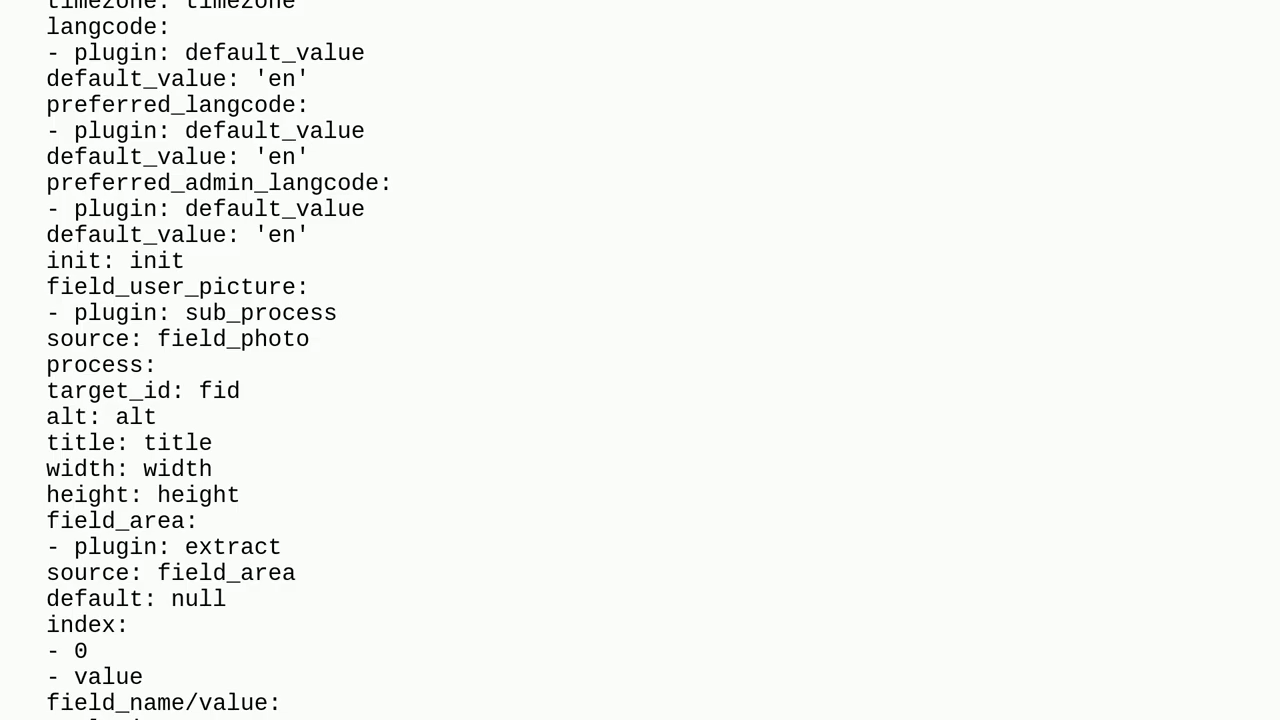 timezone: timezone
langcode:
- plugin: default_value
default_value: 'en'
preferred_langcode:
- plugin: default_value
default_value: 'en'
preferred_admin_langcode:
- plugin: default_value
default_value: 'en'
init: init
field_user_picture:
- plugin: sub_process
source: field_photo
process:
target_id: fid
alt: alt
title: title
width: width
height: height
field_area:
- plugin: extract
source: field_area
default: null
index:
- 0
- value
field_name/value: